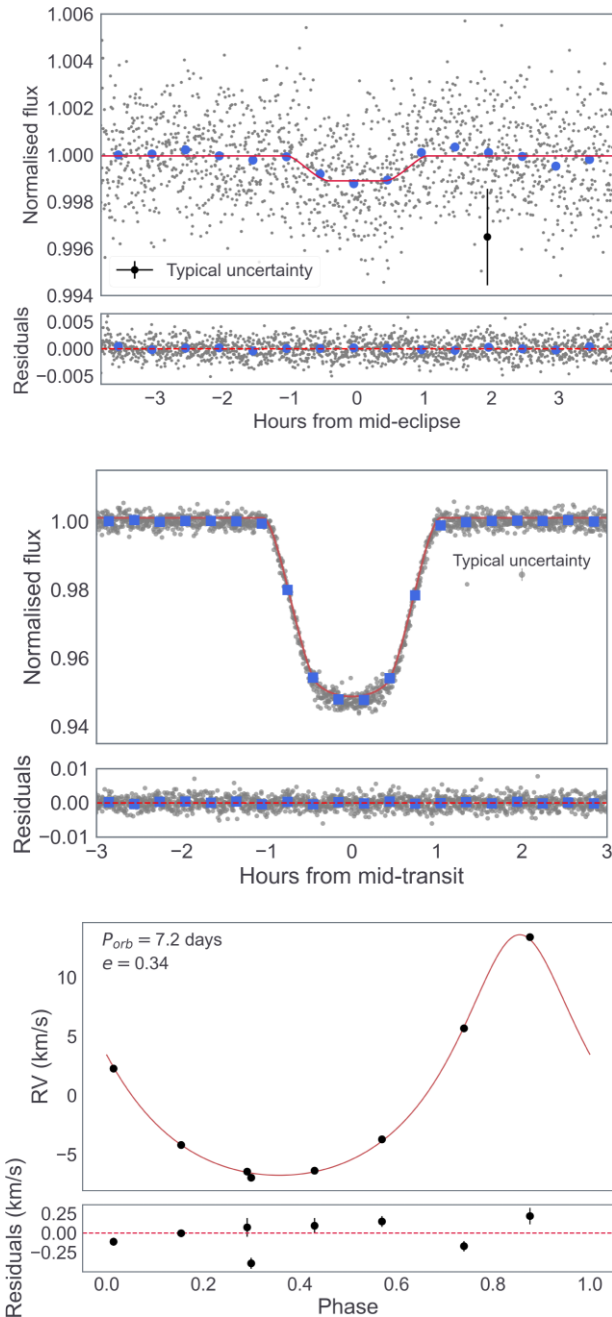 1.006
1.004
1.002
1.000
0.998
0.996
0.994
Normalised flux
Typical uncertainty
0.005
0.000
−0.005
Residuals
−3 −2 −1 0 1 2 3
Hours from mid-eclipse
1.00
0.98
0.96
0.94
Normalised flux
Typical uncertainty
0.01
0.00
−0.01
Residuals
−3 −2 −1 0 1 2 3
Hours from mid-transit
P_orb = 7.2 days
e = 0.34
10
5
0
−5
RV (km/s)
0.25
0.00
−0.25
Residuals (km/s)
0.0 0.2 0.4 0.6 0.8 1.0
Phase